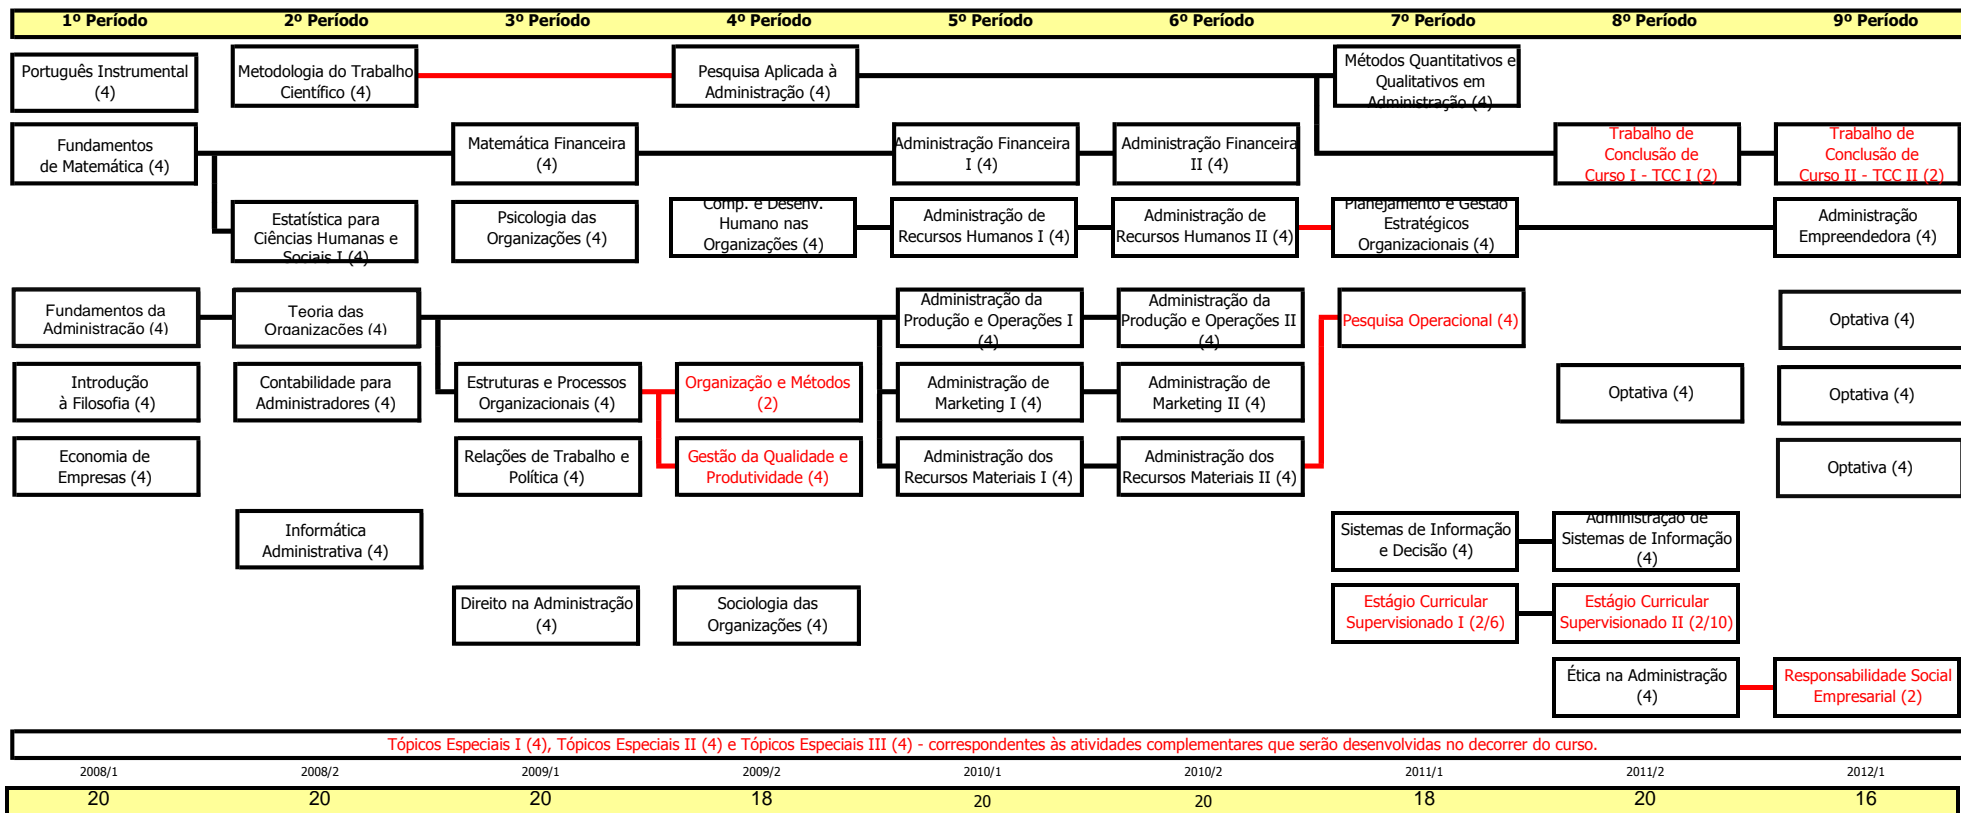 1º Período 2º Período 3º Período 4º Período 5º Período 6º Período 7º Período 8º Período 9º Período
Português Instrumental
(4)
Metodologia do Trabalho
Científico (4)
Pesquisa Aplicada à
Administração (4)
Métodos Quantitativos e
Qualitativos em
Administração (4)
Fundamentos
de Matemática (4)
Matemática Financeira
(4)
Administração Financeira
I (4)
Administração Financeira
II (4)
Trabalho de
Conclusão de
Curso I - TCC I (2)
Trabalho de
Conclusão de
Curso II - TCC II (2)
Estatística para
Ciências Humanas e
Sociais I (4)
Psicologia das
Organizações (4)
Comp. e Desenv.
Humano nas
Organizações (4)
Administração de
Recursos Humanos I (4)
Administração de
Recursos Humanos II (4)
Planejamento e Gestão
Estratégicos
Organizacionais (4)
Administração
Empreendedora (4)
Fundamentos da
Administração (4)
Teoria das
Organizações (4)
Administração da
Produção e Operações I
(4)
Administração da
Produção e Operações II
(4)
Pesquisa Operacional (4)
Optativa (4)
Introdução
à Filosofia (4)
Contabilidade para
Administradores (4)
Estruturas e Processos
Organizacionais (4)
Organização e Métodos
(2)
Administração de
Marketing I (4)
Administração de
Marketing II (4)
Optativa (4)
Optativa (4)
Economia de
Empresas (4)
Relações de Trabalho e
Política (4)
Gestão da Qualidade e
Produtividade (4)
Administração dos
Recursos Materiais I (4)
Administração dos
Recursos Materiais II (4)
Optativa (4)
Informática
Administrativa (4)
Sistemas de Informação
e Decisão (4)
Administração de
Sistemas de Informação
(4)
Direito na Administração
(4)
Sociologia das
Organizações (4)
Estágio Curricular
Supervisionado I (2/6)
Estágio Curricular
Supervisionado II (2/10)
Ética na Administração
(4)
Responsabilidade Social
Empresarial (2)
Tópicos Especiais I (4), Tópicos Especiais II (4) e Tópicos Especiais III (4) - correspondentes às atividades complementares que serão desenvolvidas no decorrer do curso.
2008/1 2008/2 2009/1 2009/2 2010/1 2010/2 2011/1 2011/2 2012/1
20 20 20 18 20 20 18 20 16